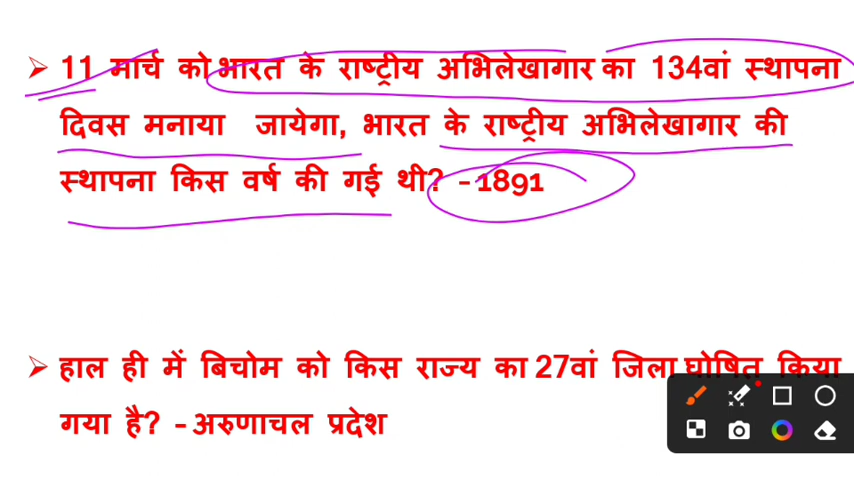 ➢ 11 मार्च को भारत के राष्ट्रीय अभिलेखागार का 134वां स्थापना
दिवस मनाया जायेगा, भारत के राष्ट्रीय अभिलेखागार की
स्थापना किस वर्ष की गई थी? - 1891
➢ हाल ही में बिचोम को किस राज्य का 27वां जिला घोषित किया
गया है? - अरुणाचल प्रदेश